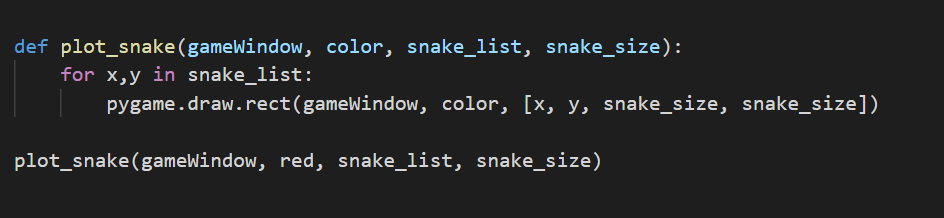 def plot_snake(gameWindow, color, snake_list, snake_size):
    for x,y in snake_list:
        pygame.draw.rect(gameWindow, color, [x, y, snake_size, snake_size])

plot_snake(gameWindow, red, snake_list, snake_size)